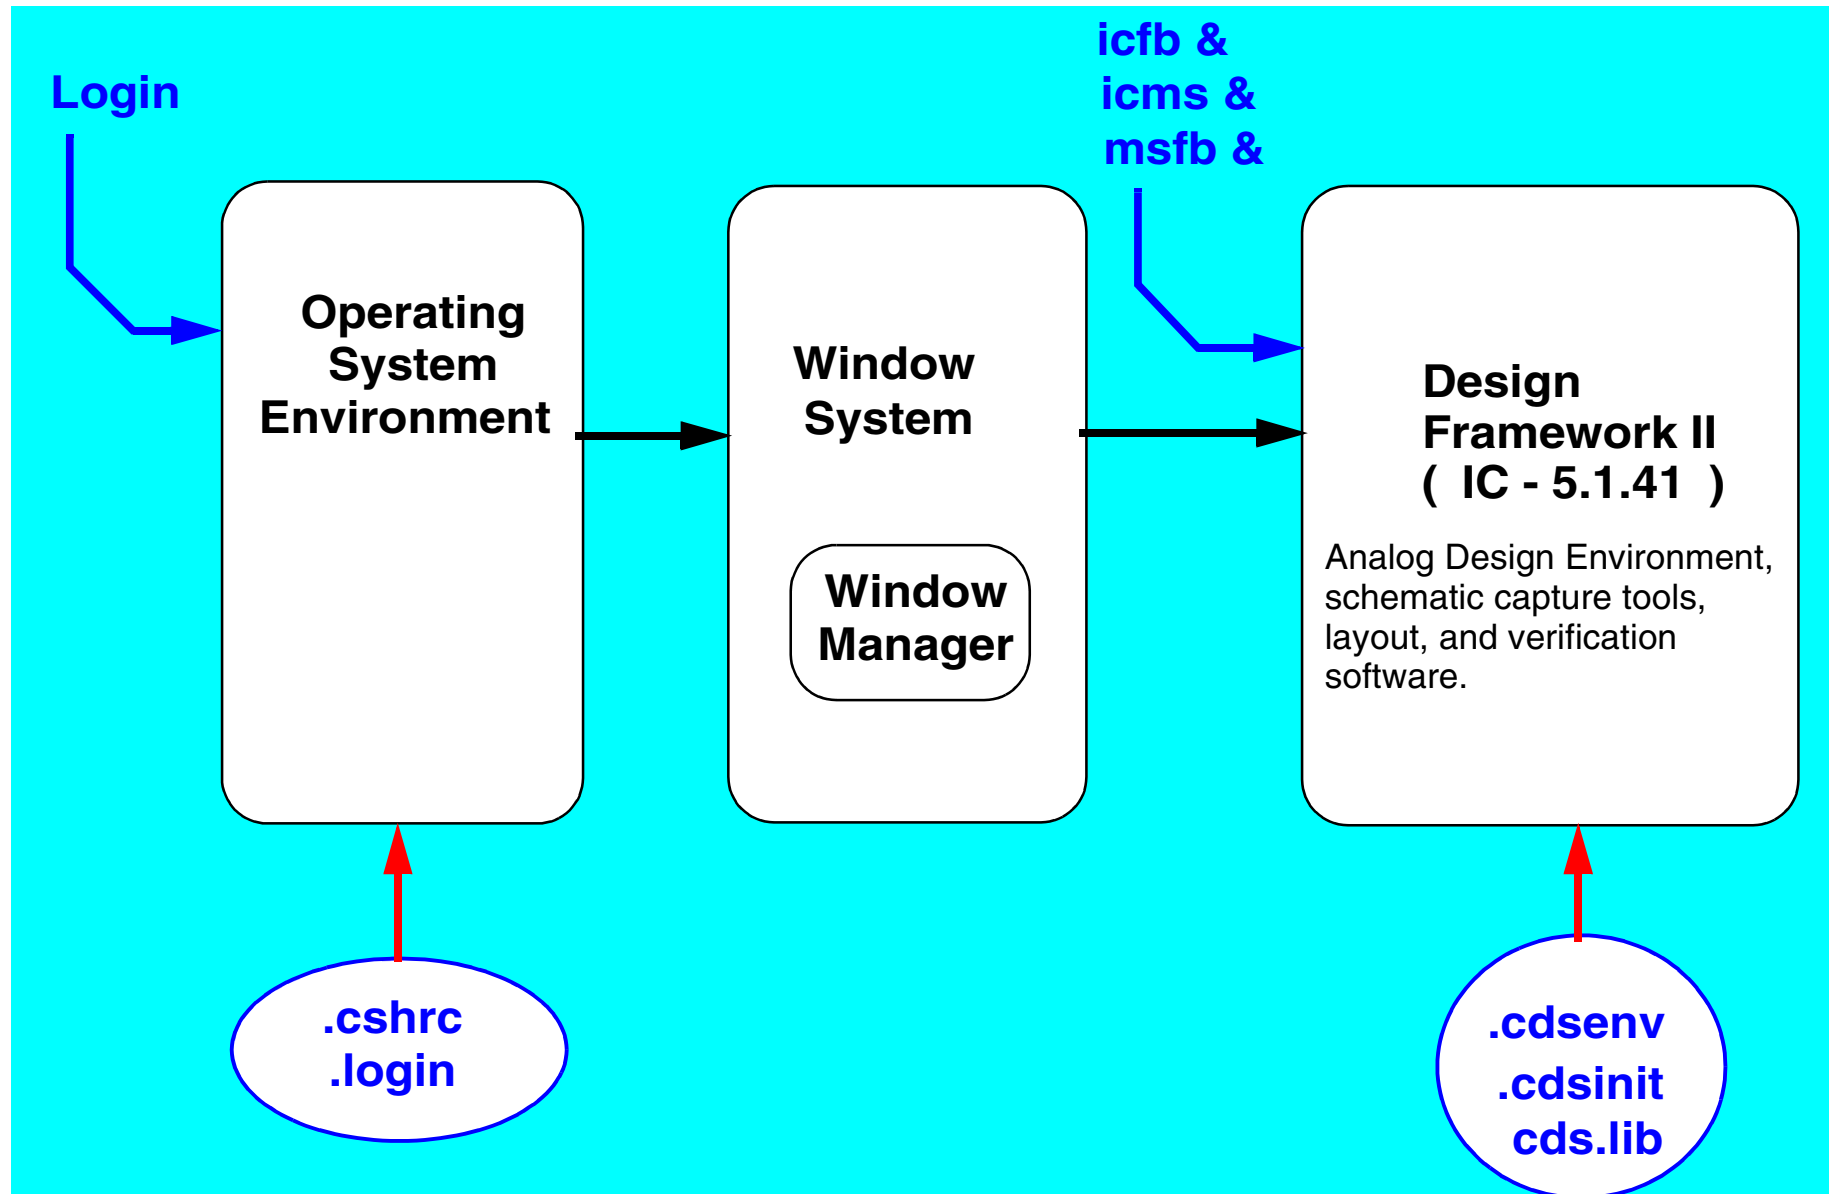 Login
icfb &
icms &
msfb &
Operating
System
Environment
Window
System
Window
Manager
Design
Framework II
( IC - 5.1.41 )
Analog Design Environment,
schematic capture tools,
layout, and verification
software.
.cshrc
.login
.cdsenv
.cdsinit
cds.lib